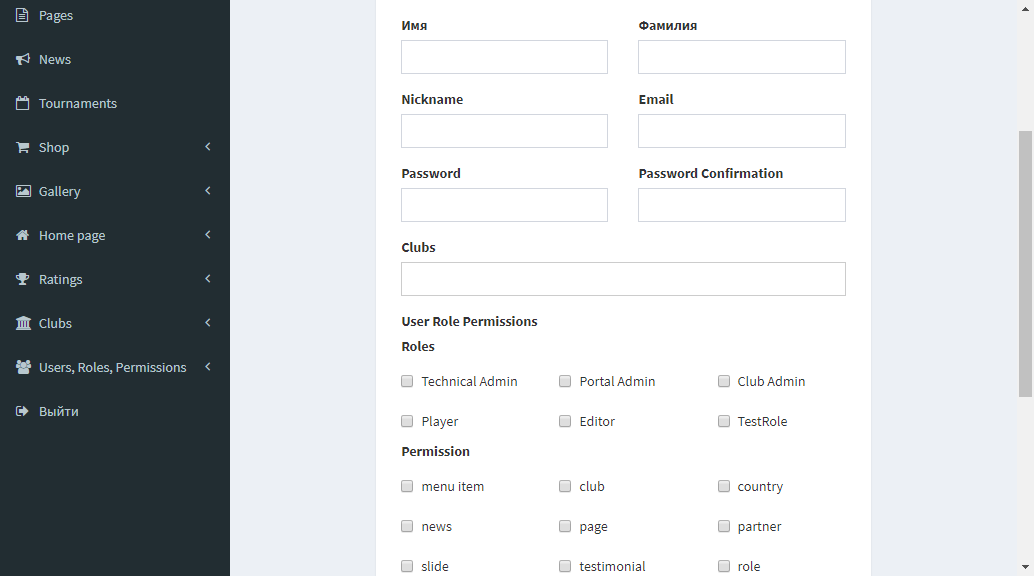 Pages
News
Tournaments
Shop
Gallery
Home page
Ratings
Clubs
Users, Roles, Permissions
Выйти
Имя Фамилия
Nickname Email
Password Password Confirmation
Clubs
User Role Permissions
Roles
Technical Admin Portal Admin Club Admin
Player Editor TestRole
Permission
menu item club country
news page partner
slide testimonial role